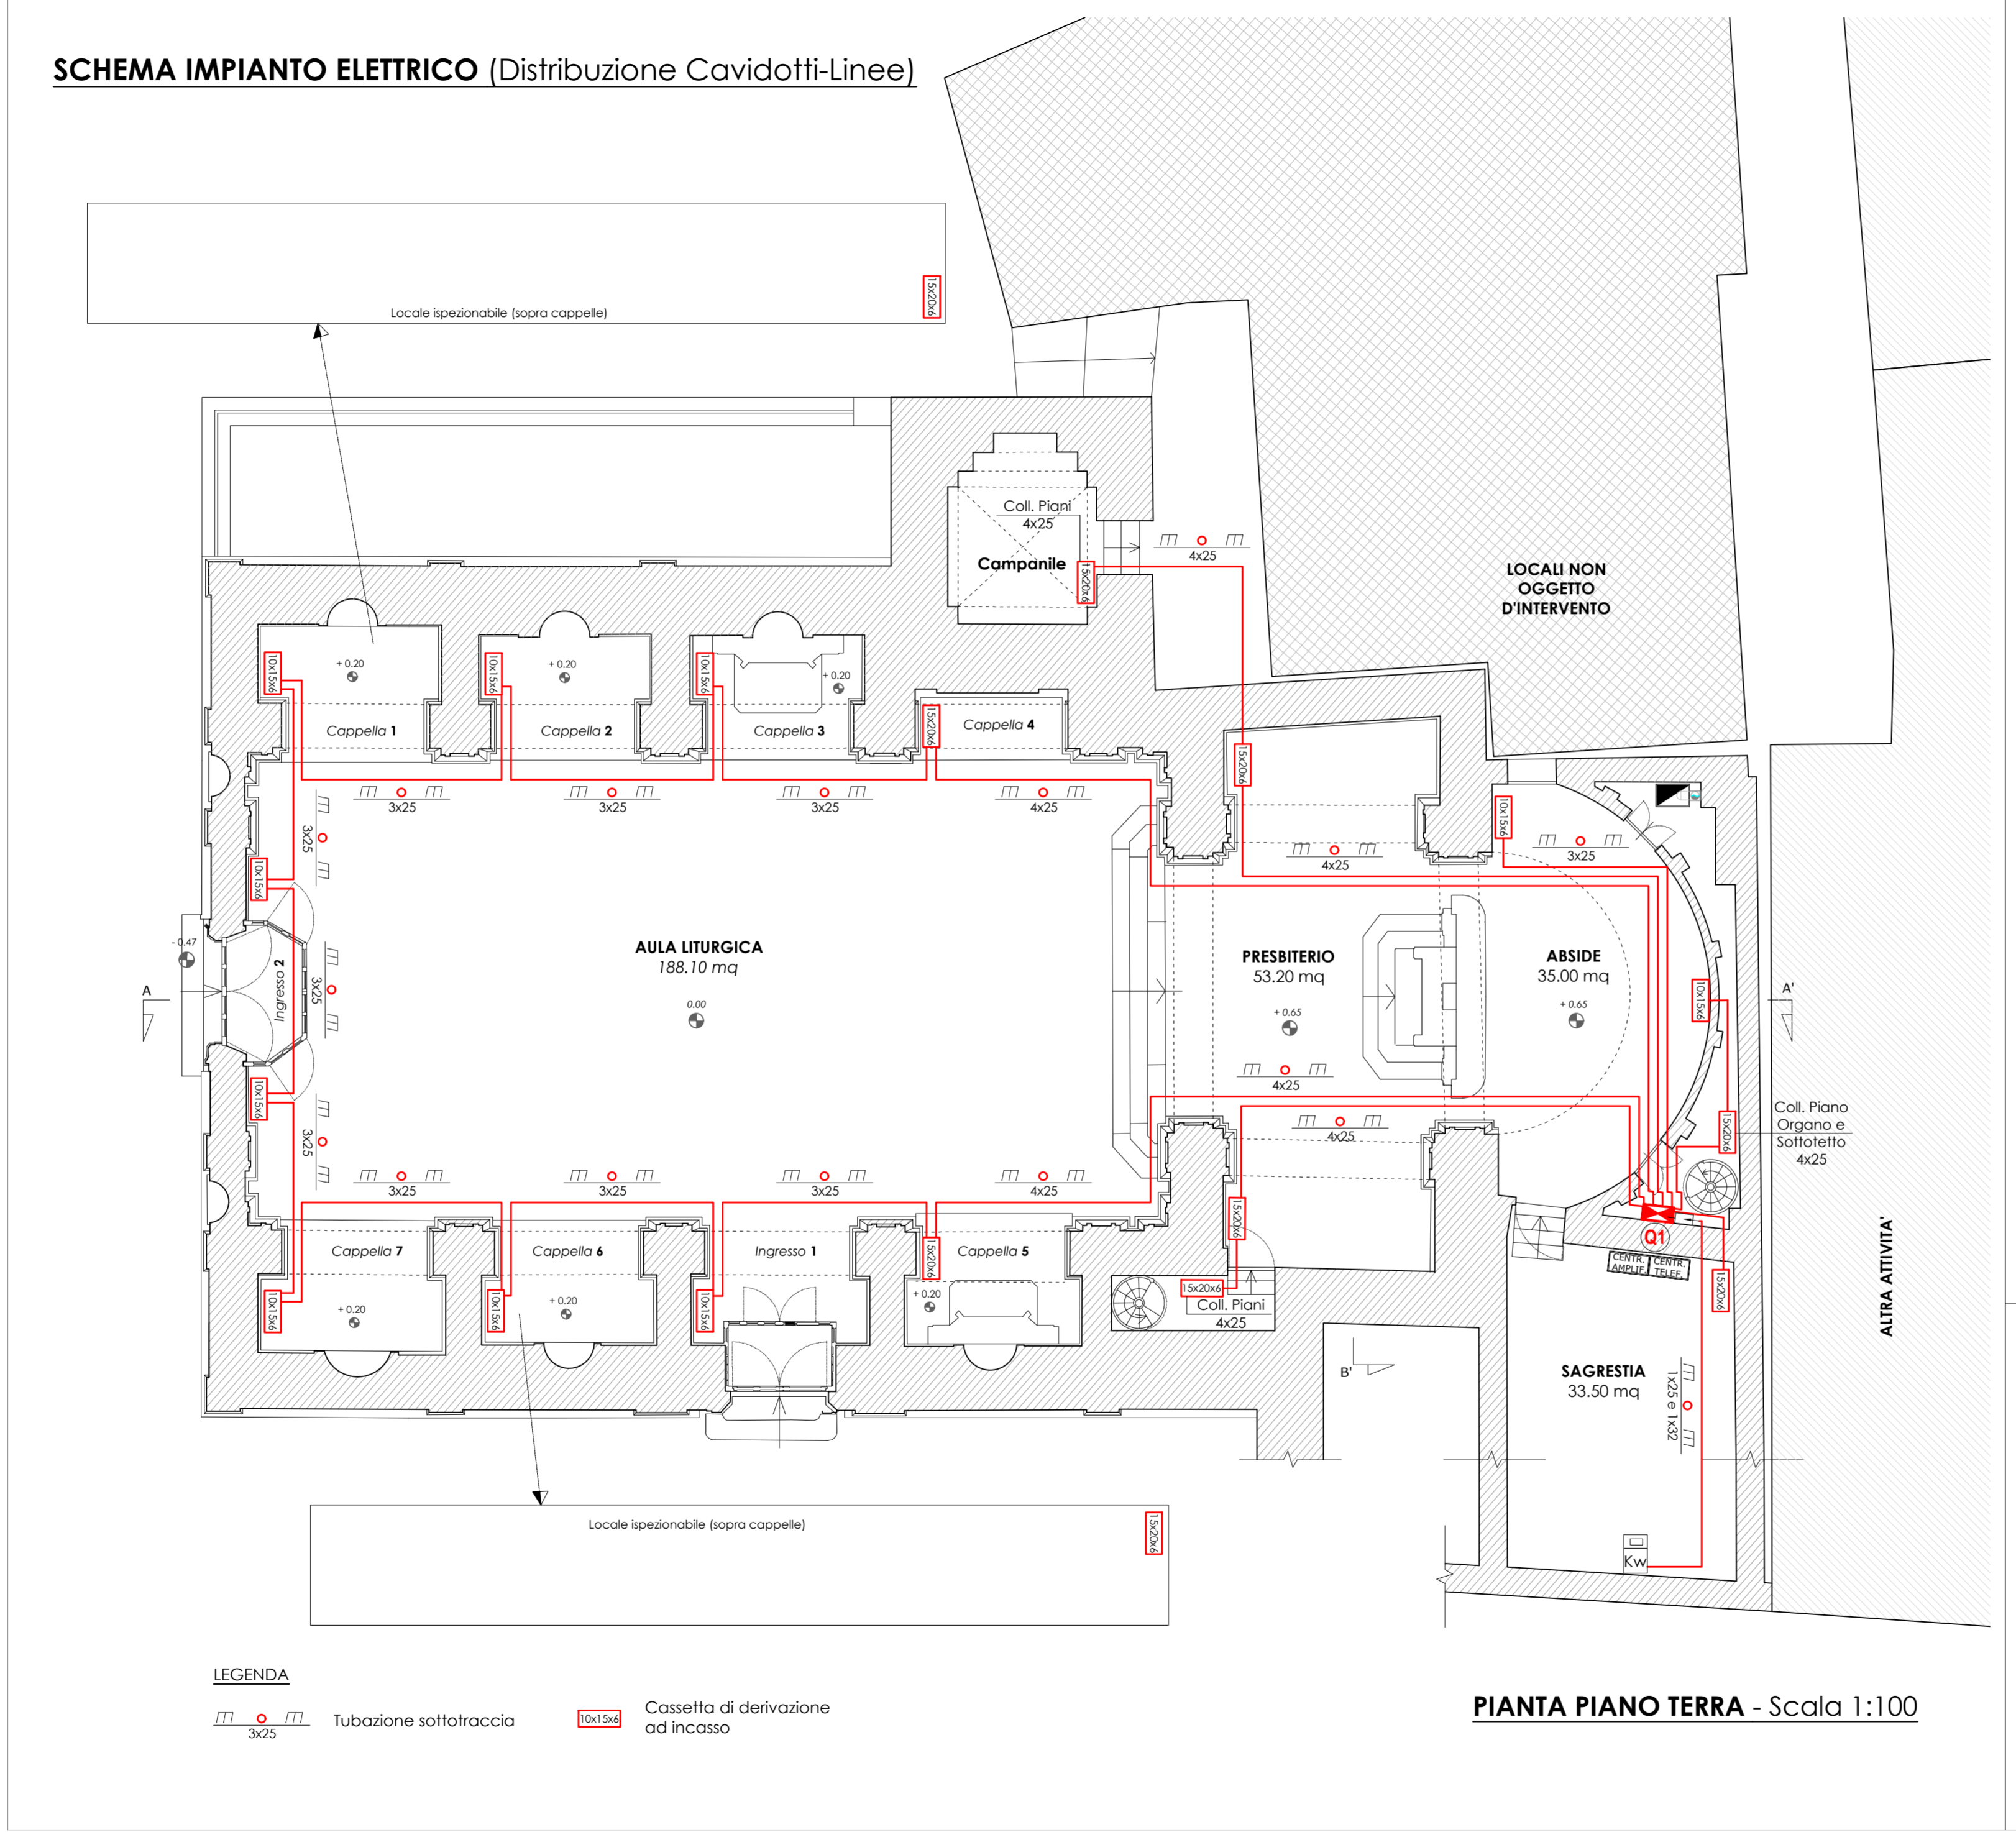 SCHEMA IMPIANTO ELETTRICO (Distribuzione Cavidotti-Linee)
15x20x6
Locale ispezionabile (sopra cappelle)
Coll. Piani
4x25
Campanile
15x20x6
4x25
LOCALI NON
OGGETTO
D'INTERVENTO
10x15x6
+ 0.20
Cappella 1
10x15x6
+ 0.20
Cappella 2
10x15x6
+ 0.20
Cappella 3
15x20x6
Cappella 4
15x20x6
3x25
3x25
3x25
4x25
3x25
10x15x6
4x25
10x15x6
3x25
- 0.47
Ingresso 2
3x25
A
AULA LITURGICA
188.10 mq
0.00
PRESBITERIO
53.20 mq
+ 0.65
ABSIDE
35.00 mq
+ 0.65
10x15x6
A'
4x25
10x15x6
3x25
4x25
15x20x6
Coll. Piano
Organo e
Sottotetto
4x25
3x25
3x25
3x25
4x25
15x20x6
Q1
CENTR.
AMPLIF.
CENTR.
TELEF.
15x20x6
Cappella 7
10x15x6
+ 0.20
Cappella 6
10x15x6
+ 0.20
Ingresso 1
10x15x6
15x20x6
Cappella 5
+ 0.20
15x20x6
Coll. Piani
4x25
B'
SAGRESTIA
33.50 mq
1x25 e 1x32
ALTRA ATTIVITA'
Kw
Locale ispezionabile (sopra cappelle)
15x20x6
LEGENDA
3x25
Tubazione sottotraccia
10x15x6
Cassetta di derivazione
ad incasso
PIANTA PIANO TERRA - Scala 1:100